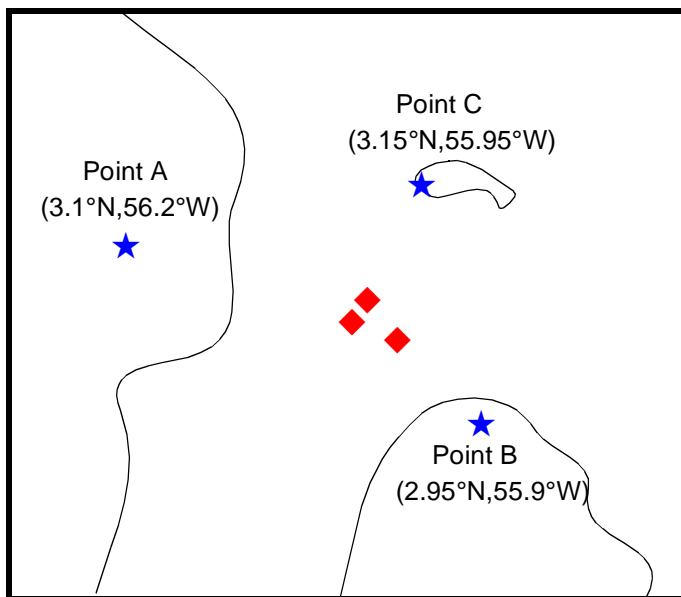 Point C
(3.15°N,55.95°W)
Point A
(3.1°N,56.2°W)
Point B
(2.95°N,55.9°W)